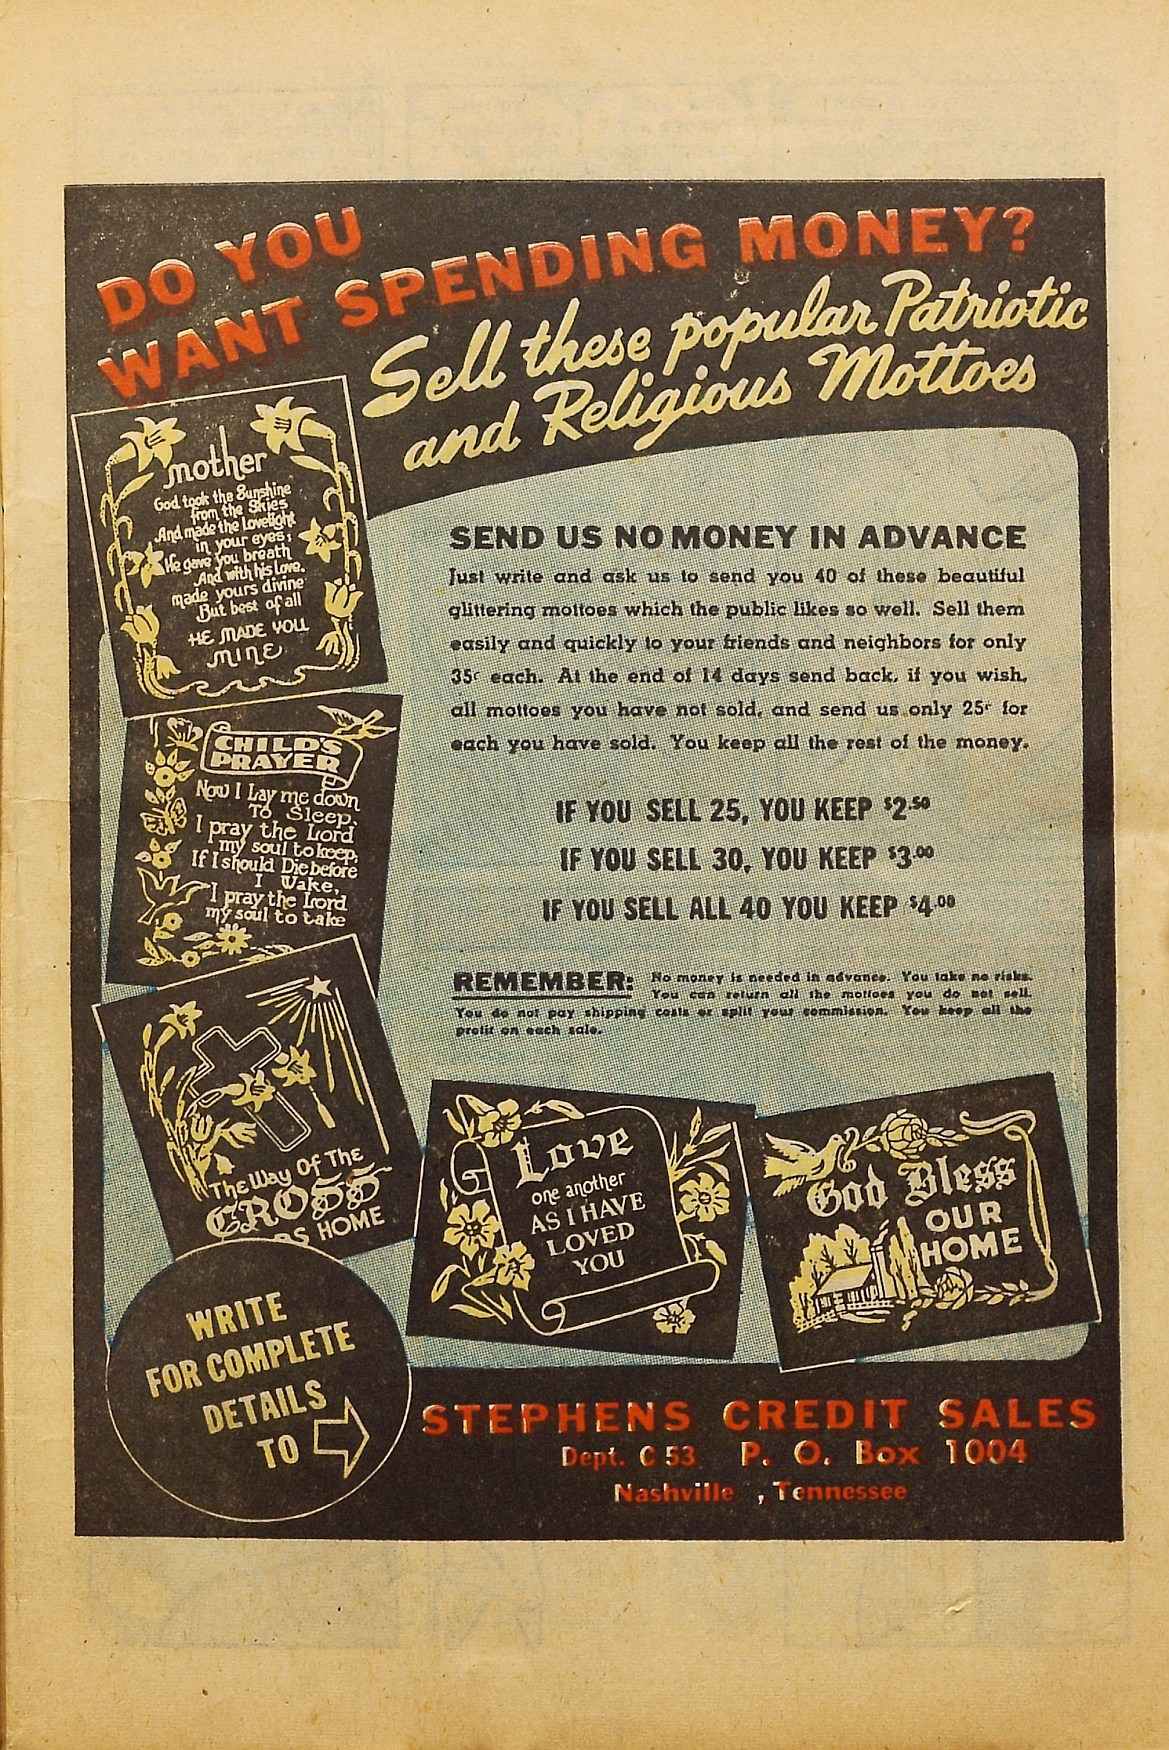 DO YOU
WANT SPENDING MONEY?
Sell these popular Patriotic
and Religious Mottoes
mother
God took the Sunshine
from the Skies
And made the Lovelight
in your eyes;
He gave you breath
And with his Love.
made yours divine
But best of all
HE MADE YOU
MINE
CHILD'S
PRAYER
Now I Lay me down
To Sleep,
I pray the Lord
my soul to keep,
If I should Die before
I Wake,
I pray the Lord
my soul to take
The Way Of The
CROSS
HOME
SEND US NO MONEY IN ADVANCE
Just write and ask us to send you 40 of these beautiful
glittering mottoes which the public likes so well. Sell them
easily and quickly to your friends and neighbors for only
35c each. At the end of 14 days send back, if you wish,
all mottoes you have not sold, and send us only 25c for
each you have sold. You keep all the rest of the money.
IF YOU SELL 25, YOU KEEP $2.50
IF YOU SELL 30, YOU KEEP $3.00
IF YOU SELL ALL 40 YOU KEEP $4.00
REMEMBER: No money is needed in advance. You take no risks.
You can return all the mottoes you do not sell.
You do not pay shipping costs or split your commission. You keep all the
profit on each sale.
Love
one another
AS I HAVE
LOVED
YOU
God Bless
OUR
HOME
WRITE
FOR COMPLETE
DETAILS
TO
STEPHENS CREDIT SALES
Dept. C 53 P. O. Box 1004
Nashville, Tennessee